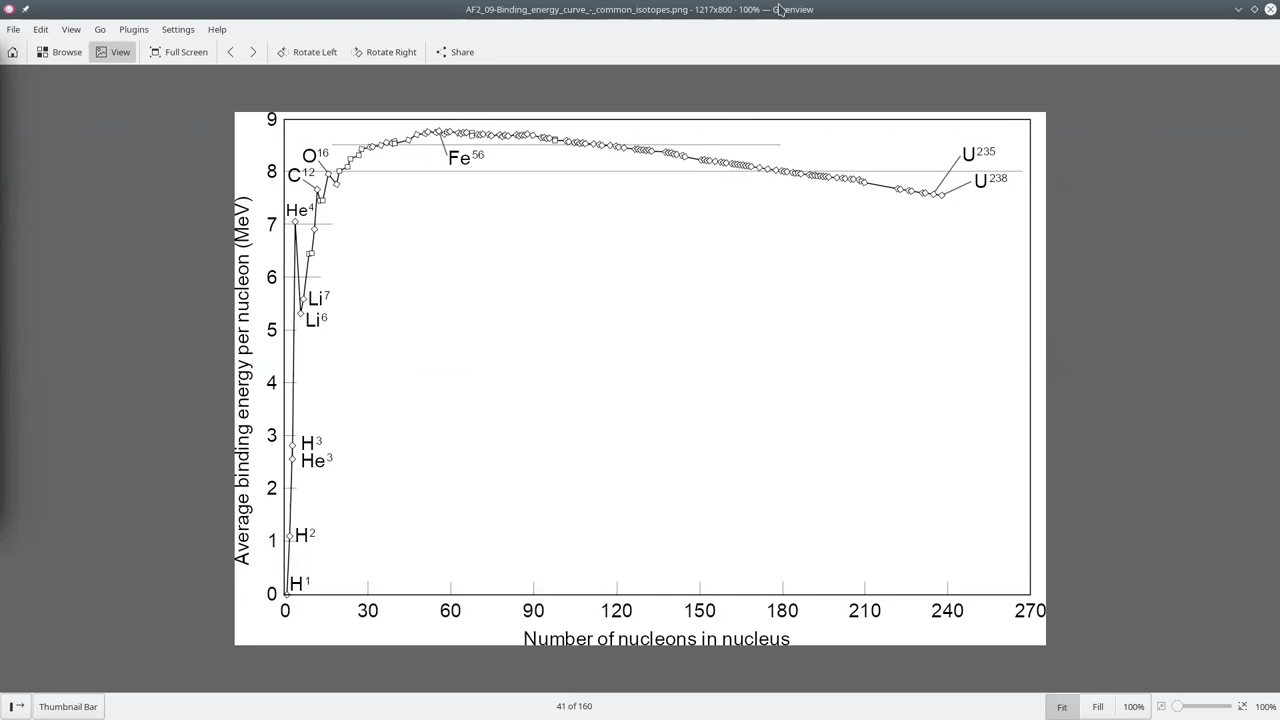 AF2_09-Binding_energy_curve_-_common_isotopes.png - 1217x800 - 100% — Gwenview
File Edit View Go Plugins Settings Help
Browse View Full Screen Rotate Left Rotate Right Share
9
8
7
6
5
4
3
2
1
0
Average binding energy per nucleon (MeV)
O¹⁶
C¹²
He⁴
Li⁷
Li⁶
H³
He³
H²
H¹
Fe⁵⁶
U²³⁵
U²³⁸
0 30 60 90 120 150 180 210 240 270
Number of nucleons in nucleus
Thumbnail Bar 41 of 160 Fit Fill 100% 100%